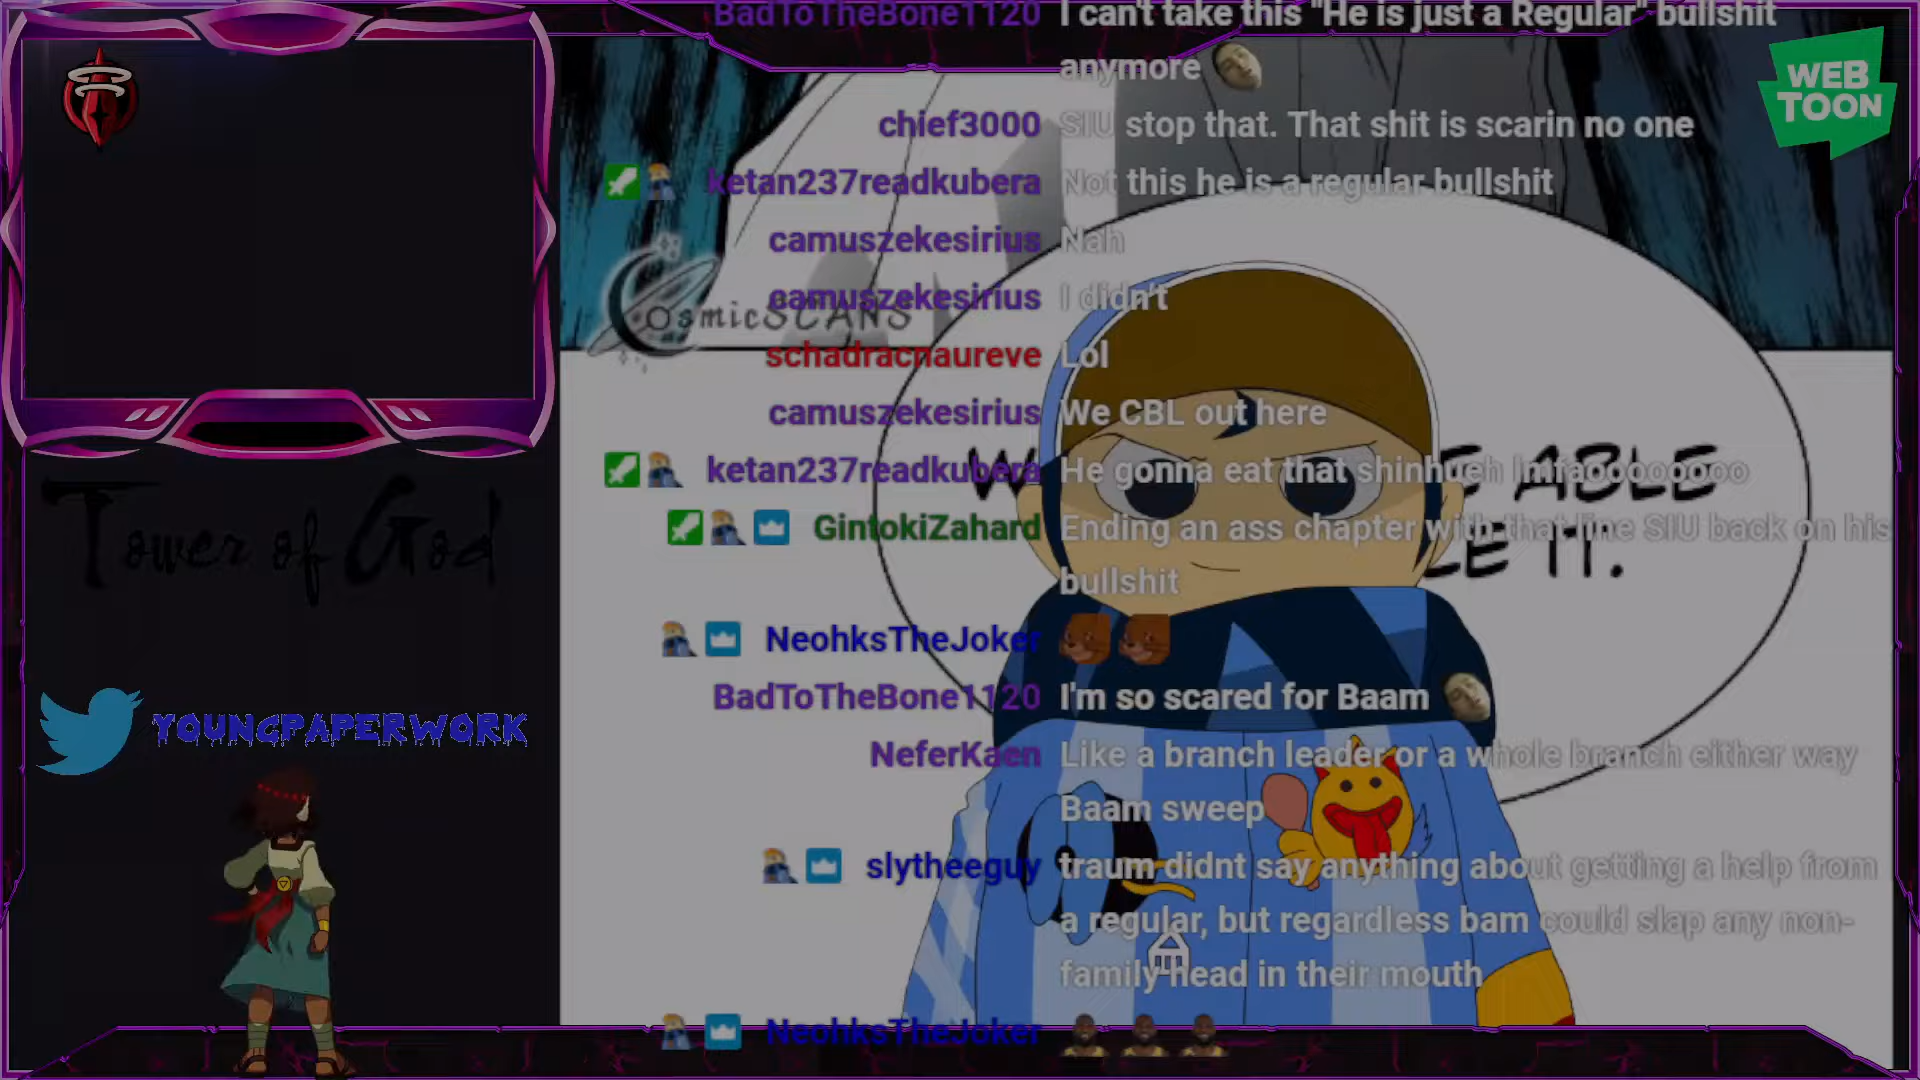 BadToTheBone1120 I can't take this "He is just a Regular" bullshit
anymore
WEB
TOON
chief3000 SIU stop that. That shit is scarin no one
ketan237readkubera Not this he is a regular bullshit
camuszekesirius Nah
camuszekesirius I didn't
CosmicSCANS
schadracnaureve Lol
camuszekesirius We CBL out here
ketan237readkubera He gonna eat that shinhueh lmfaoooooooo
ABLE
GintokiZahard Ending an ass chapter with that line SIU back on his
bullshit
IT.
Tower of God
NeohksTheJoker
BadToTheBone1120 I'm so scared for Baam
YOUNGPAPERWORK
NeferKaen Like a branch leader or a whole branch either way
Baam sweep
slytheeguy traum didnt say anything about getting a help from
a regular, but regardless bam could slap any non-
family head in their mouth
NeohksTheJoker